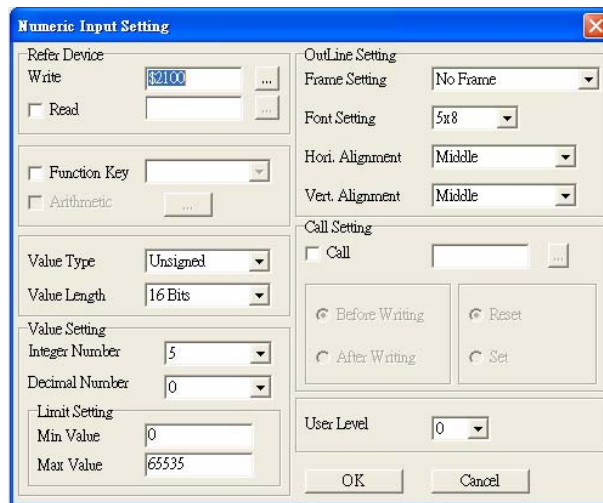 Numeric Input Setting
Refer Device
Write $2100 ...
Read ...
Function Key
Arithmetic ...
Value Type Unsigned
Value Length 16 Bits
Value Setting
Integer Number 5
Decimal Number 0
Limit Setting
Min Value 0
Max Value 65535
OutLine Setting
Frame Setting No Frame
Font Setting 5x8
Hori. Alignment Middle
Vert. Alignment Middle
Call Setting
Call ...
Before Writing Reset
After Writing Set
User Level 0
OK Cancel